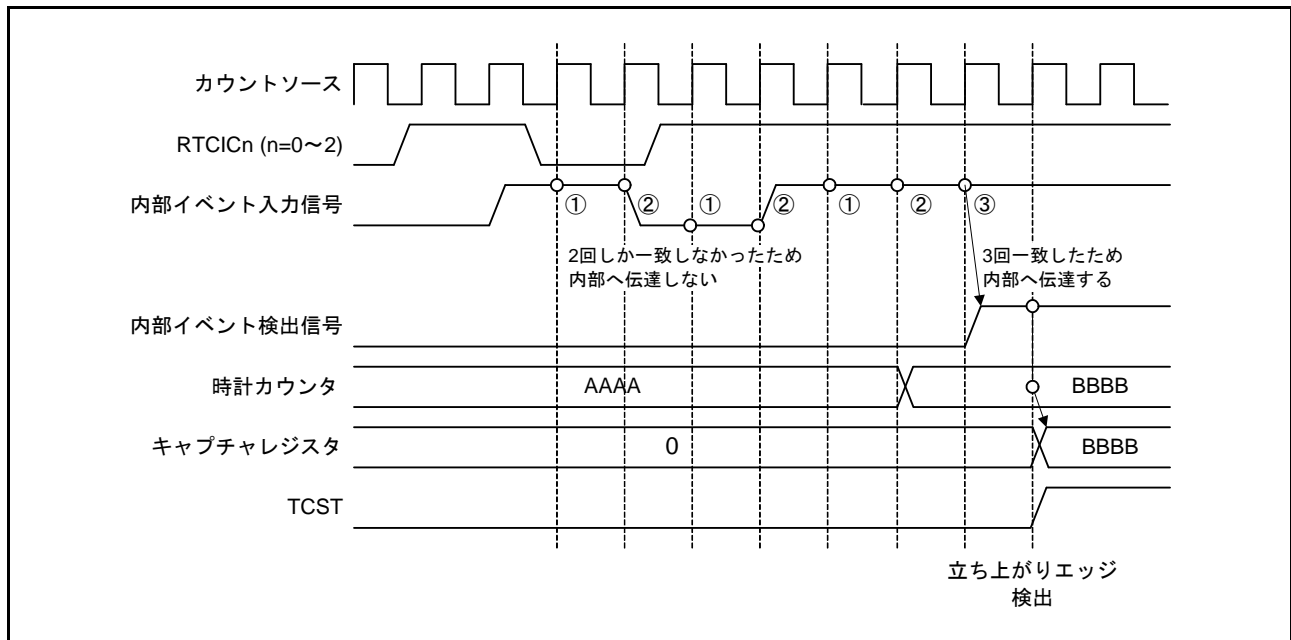 カウントソース
RTCICn (n=0～2)
内部イベント入力信号
① ② ① ② ① ② ③
2回しか一致しなかったため
内部へ伝達しない
3回一致したため
内部へ伝達する
内部イベント検出信号
時計カウンタ
AAAA
BBBB
キャプチャレジスタ
0
BBBB
TCST
立ち上がりエッジ
検出